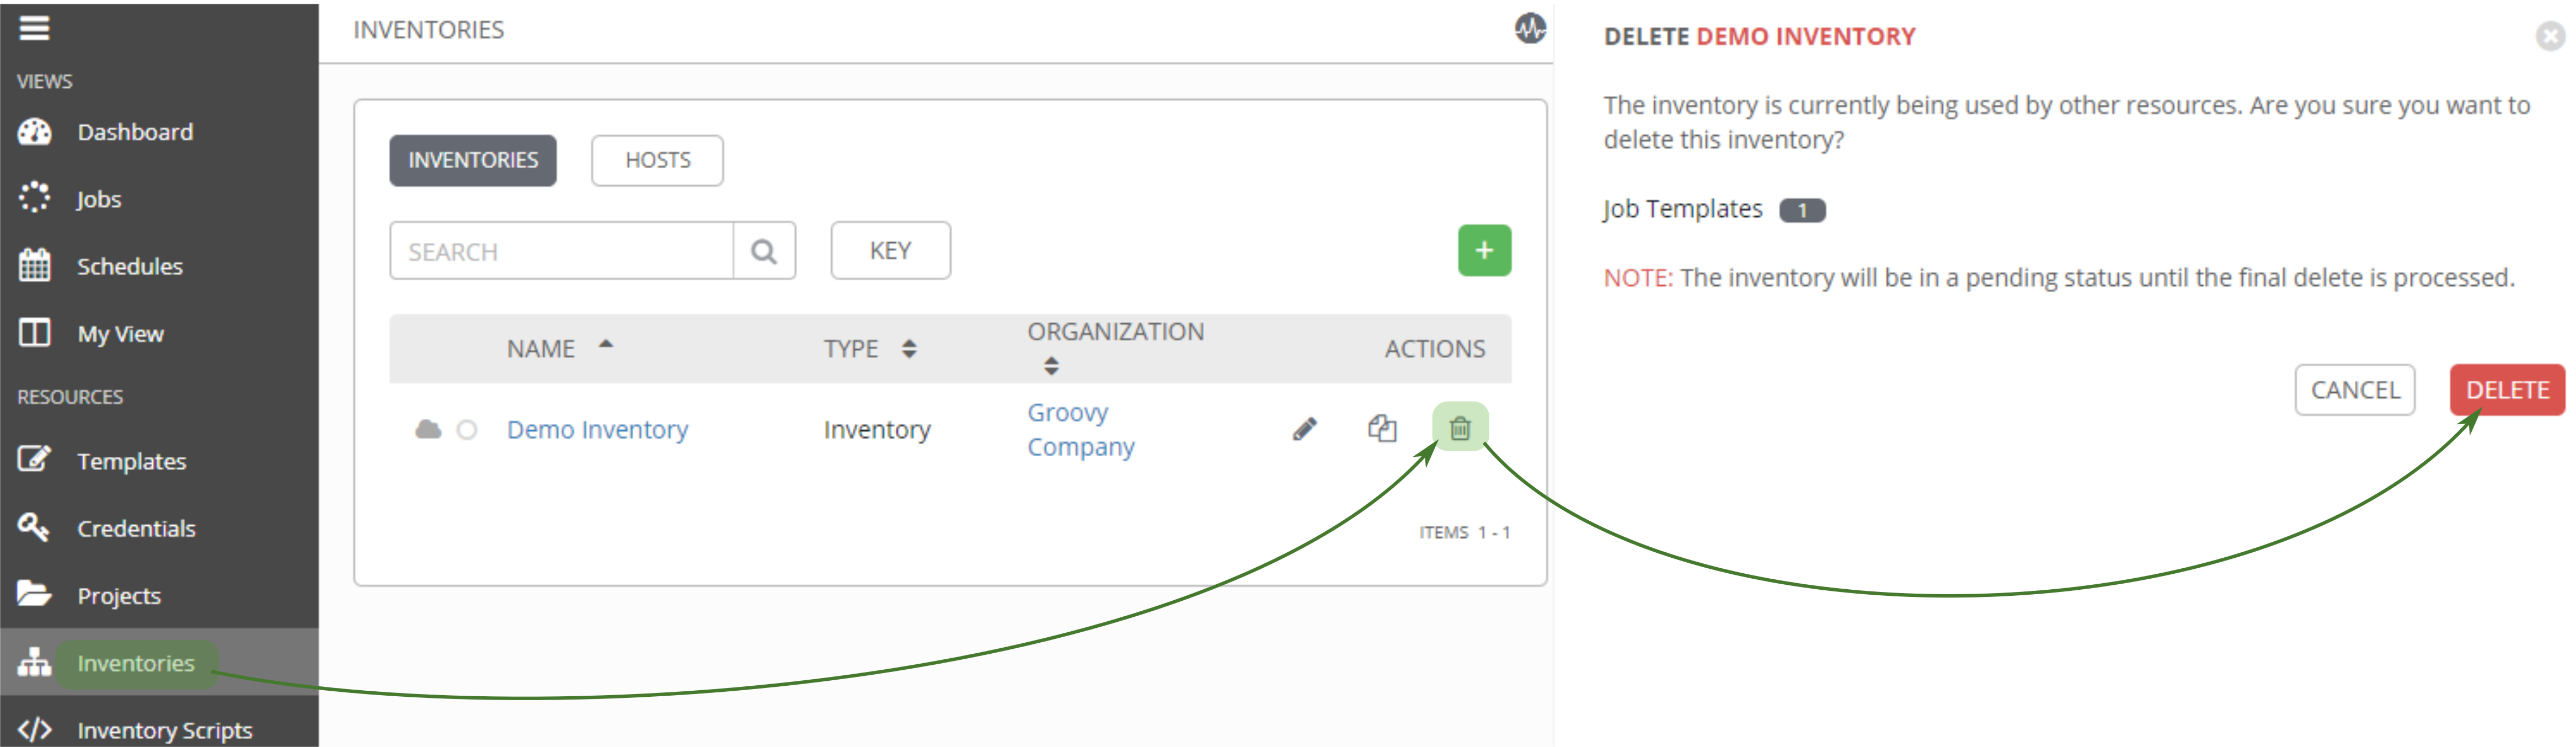 VIEWS
Dashboard
Jobs
Schedules
My View
RESOURCES
Templates
Credentials
Projects
Inventories
Inventory Scripts
INVENTORIES
INVENTORIES
HOSTS
SEARCH
KEY
+
NAME
TYPE
ORGANIZATION
ACTIONS
Demo Inventory
Inventory
Groovy
Company
ITEMS 1 - 1
DELETE DEMO INVENTORY
The inventory is currently being used by other resources. Are you sure you want to
delete this inventory?
Job Templates 1
NOTE: The inventory will be in a pending status until the final delete is processed.
CANCEL
DELETE